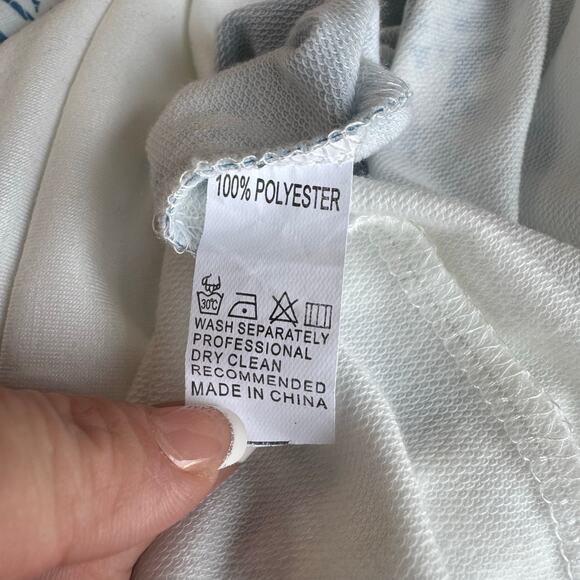 100% POLYESTER
30℃
WASH SEPARATELY
PROFESSIONAL
DRY CLEAN
RECOMMENDED
MADE IN CHINA